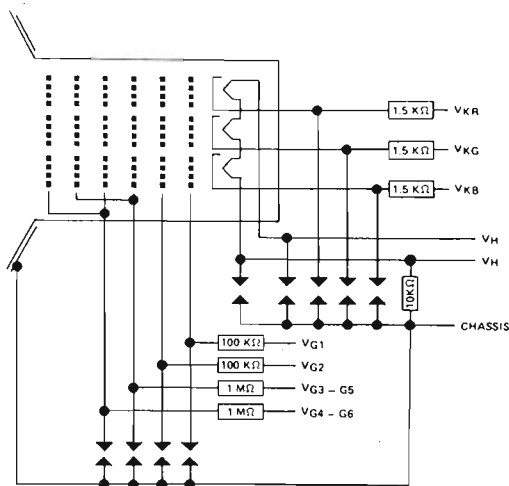 1.5 KΩ VKR
1.5 KΩ VKG
1.5 KΩ VKB
VH
VH
10KΩ
CHASSIS
100 KΩ VG1
100 KΩ VG2
1 MΩ VG3 – G5
1 MΩ VG4 – G6